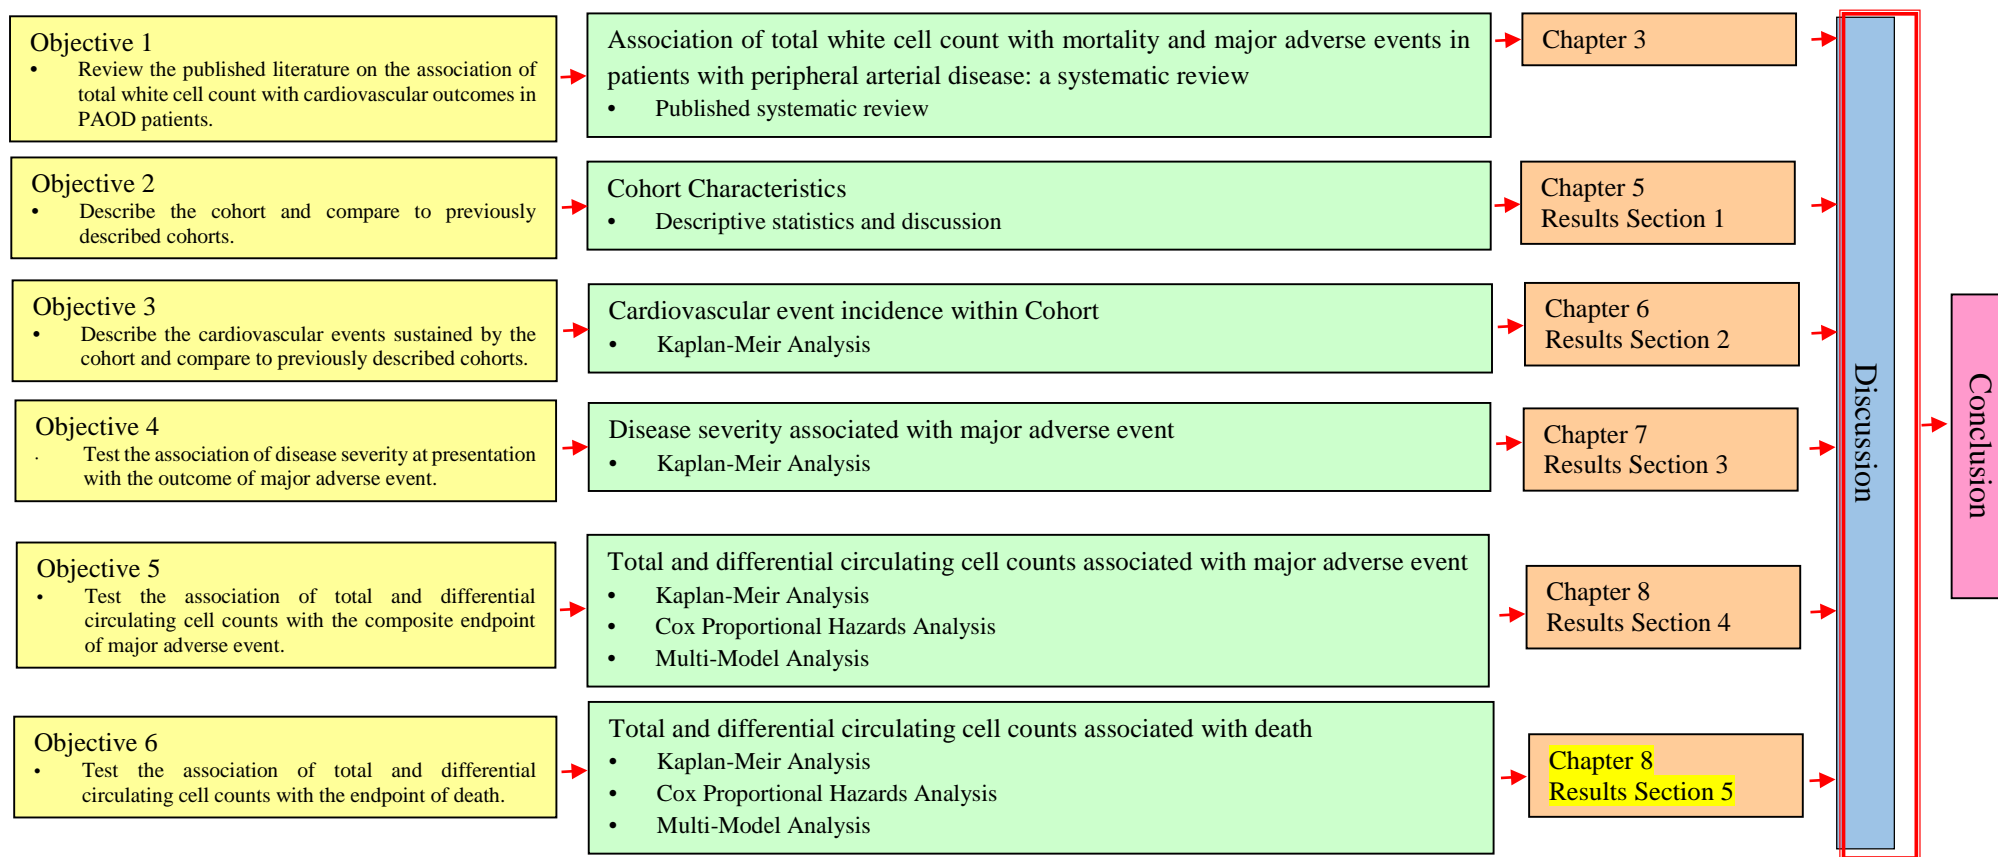 Objective 1
• Review the published literature on the association of
total white cell count with cardiovascular outcomes in
PAOD patients.
Association of total white cell count with mortality and major adverse events in
patients with peripheral arterial disease: a systematic review
• Published systematic review
Chapter 3
Objective 2
• Describe the cohort and compare to previously
described cohorts.
Cohort Characteristics
• Descriptive statistics and discussion
Chapter 5
Results Section 1
Objective 3
• Describe the cardiovascular events sustained by the
cohort and compare to previously described cohorts.
Cardiovascular event incidence within Cohort
• Kaplan-Meir Analysis
Chapter 6
Results Section 2
Objective 4
. Test the association of disease severity at presentation
with the outcome of major adverse event.
Disease severity associated with major adverse event
• Kaplan-Meir Analysis
Chapter 7
Results Section 3
Objective 5
• Test the association of total and differential
circulating cell counts with the composite endpoint
of major adverse event.
Total and differential circulating cell counts associated with major adverse event
• Kaplan-Meir Analysis
• Cox Proportional Hazards Analysis
• Multi-Model Analysis
Chapter 8
Results Section 4
Objective 6
• Test the association of total and differential
circulating cell counts with the endpoint of death.
Total and differential circulating cell counts associated with death
• Kaplan-Meir Analysis
• Cox Proportional Hazards Analysis
• Multi-Model Analysis
Chapter 8
Results Section 5
Discussion
Conclusion